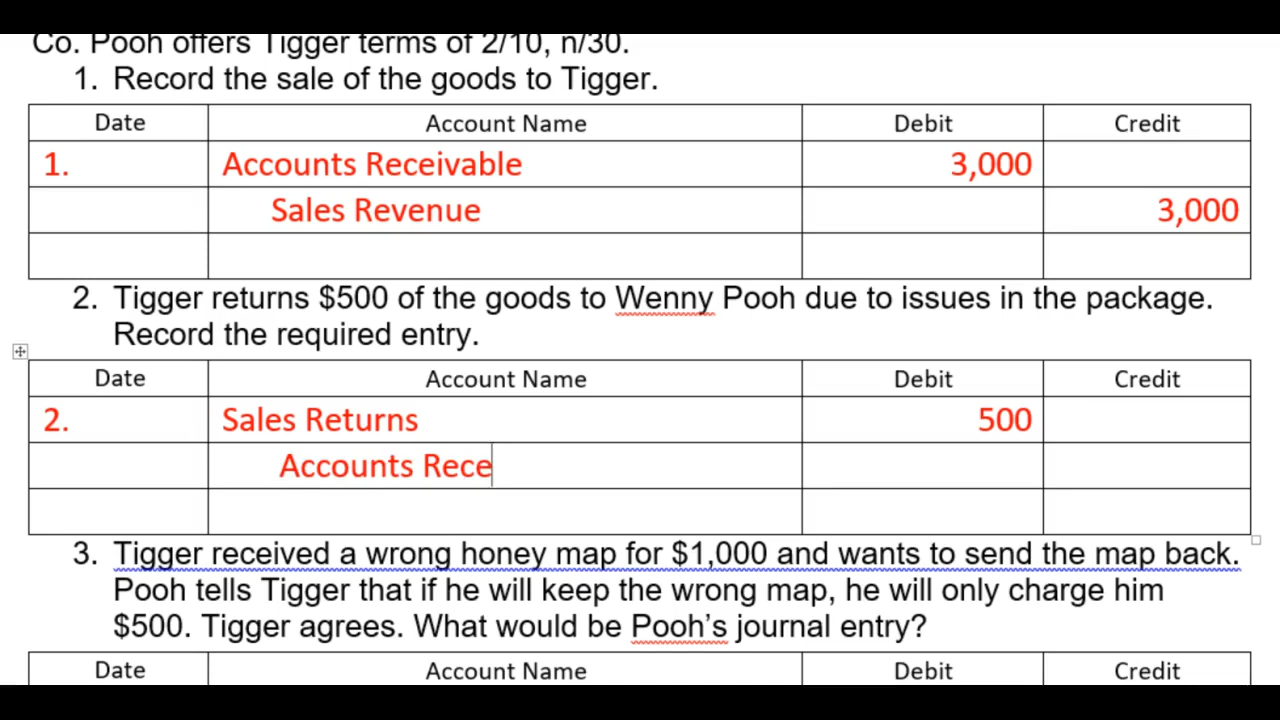 Co. Pooh offers Tigger terms of 2/10, n/30.
1. Record the sale of the goods to Tigger.
Date Account Name Debit Credit
1. Accounts Receivable 3,000
Sales Revenue 3,000
2. Tigger returns $500 of the goods to Wenny Pooh due to issues in the package.
Record the required entry.
Date Account Name Debit Credit
2. Sales Returns 500
Accounts Rece
3. Tigger received a wrong honey map for $1,000 and wants to send the map back.
Pooh tells Tigger that if he will keep the wrong map, he will only charge him
$500. Tigger agrees. What would be Pooh’s journal entry?
Date Account Name Debit Credit